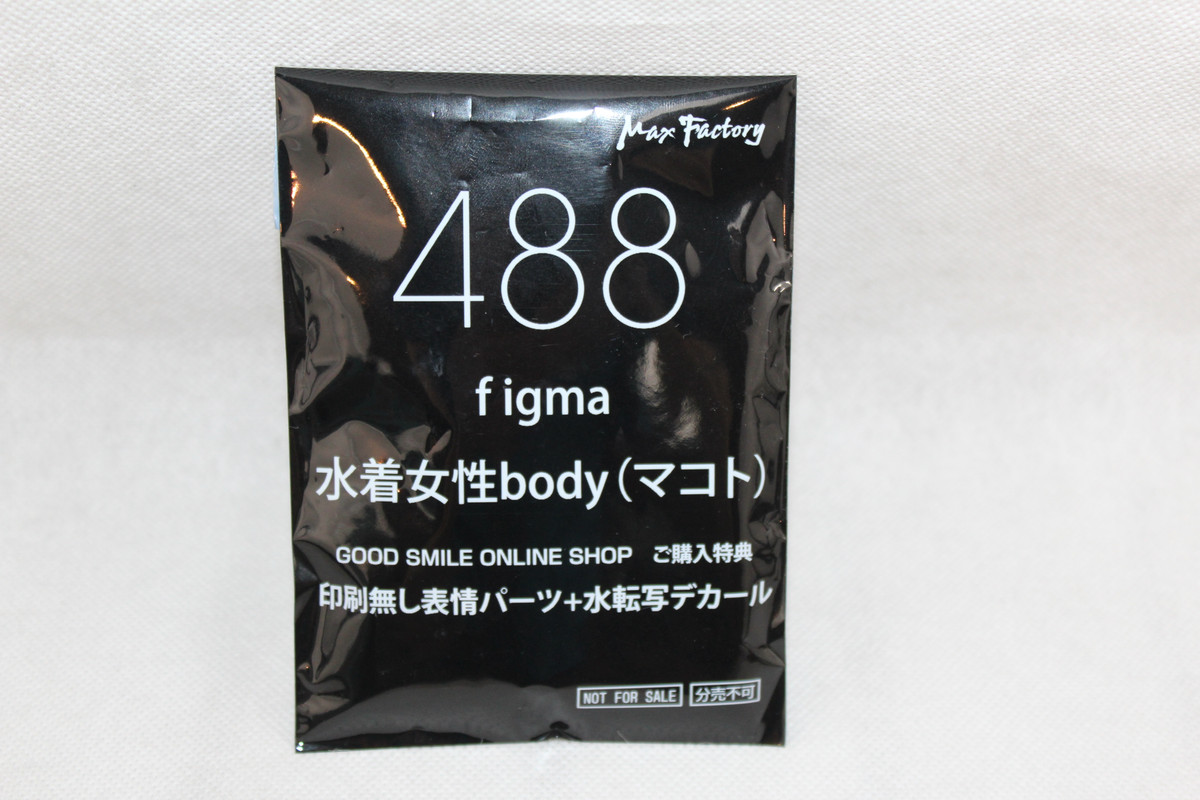 Max Factory
488
figma
水着女性body（マコト）
GOOD SMILE ONLINE SHOP ご購入特典
印刷無し表情パーツ+水転写デカール
NOT FOR SALE 分売不可